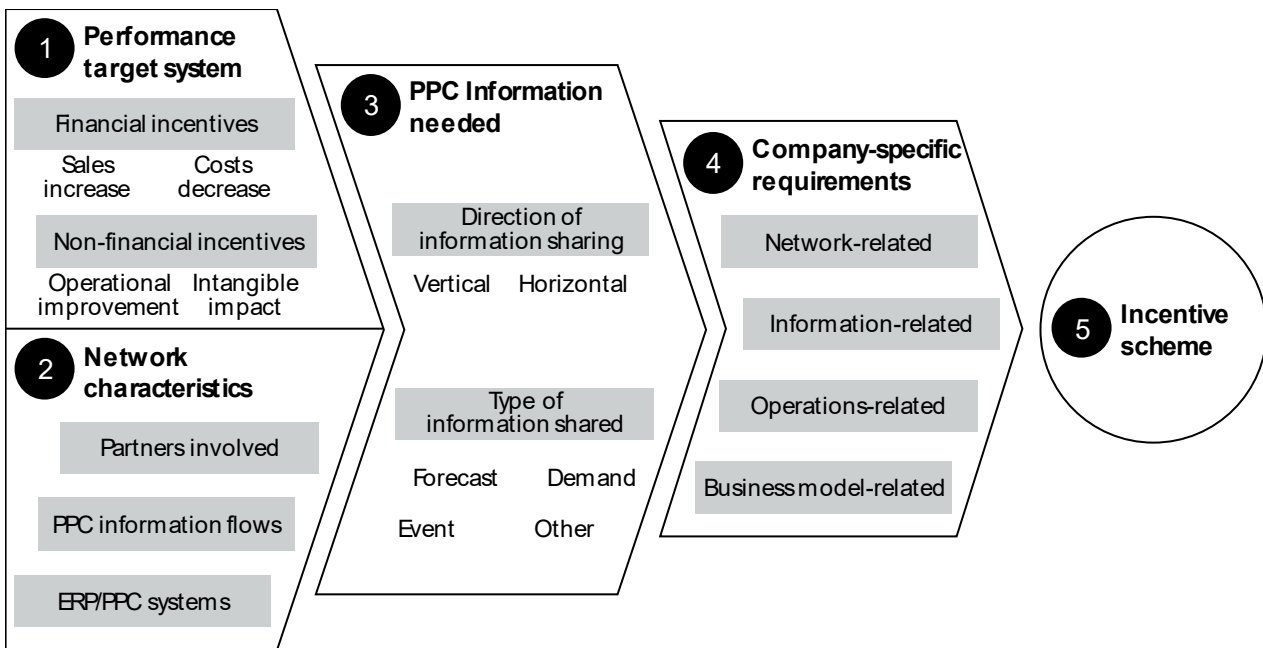 1
Performance
target system
Financial incentives
Sales
increase
Costs
decrease
Non-financial incentives
Operational
improvement
Intangible
impact
2
Network
characteristics
Partners involved
PPC information flows
ERP/PPC systems
3
PPC Information
needed
Direction of
information sharing
Vertical
Horizontal
Type of
information shared
Forecast
Demand
Event
Other
4
Company-specific
requirements
Network-related
Information-related
Operations-related
Business model-related
5
Incentive
scheme